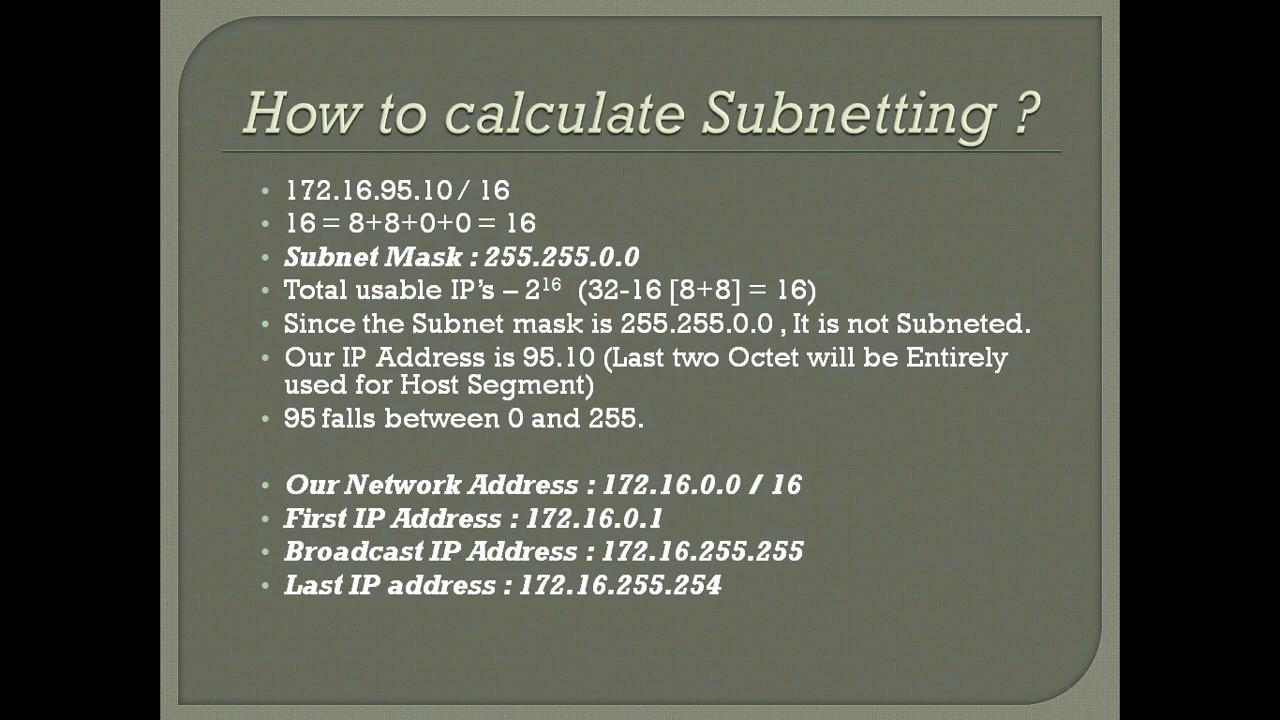 How to calculate Subnetting ?
• 172.16.95.10 / 16
• 16 = 8+8+0+0 = 16
• Subnet Mask : 255.255.0.0
• Total usable IP’s – 2¹⁶ (32-16 [8+8] = 16)
• Since the Subnet mask is 255.255.0.0 , It is not Subneted.
• Our IP Address is 95.10 (Last two Octet will be Entirely
used for Host Segment)
• 95 falls between 0 and 255.
• Our Network Address : 172.16.0.0 / 16
• First IP Address : 172.16.0.1
• Broadcast IP Address : 172.16.255.255
• Last IP address : 172.16.255.254